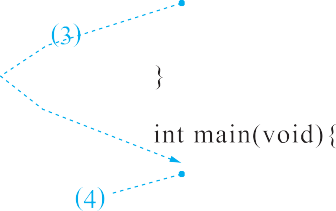 (3)
}
int main(void){
(4)